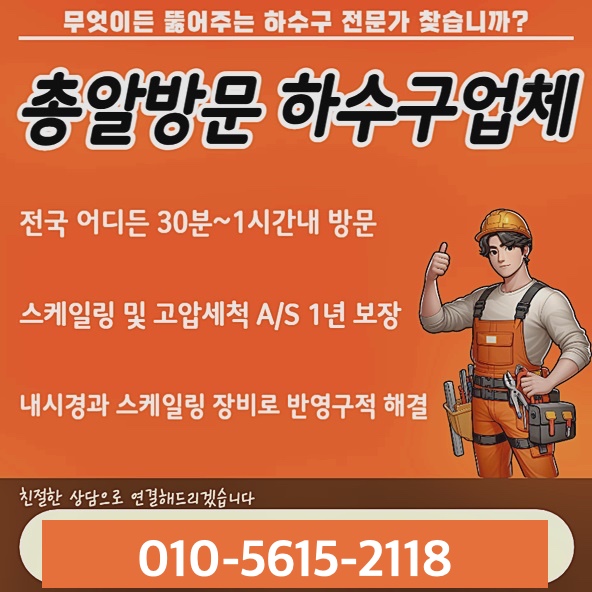 무엇이든 뚫어주는 하수구 전문가 찾습니까?
총알방문 하수구업체
전국 어디든 30분~1시간내 방문
스케일링 및 고압세척 A/S 1년 보장
내시경과 스케일링 장비로 반영구적 해결
친절한 상담으로 연결해드리겠습니다
010-5615-2118